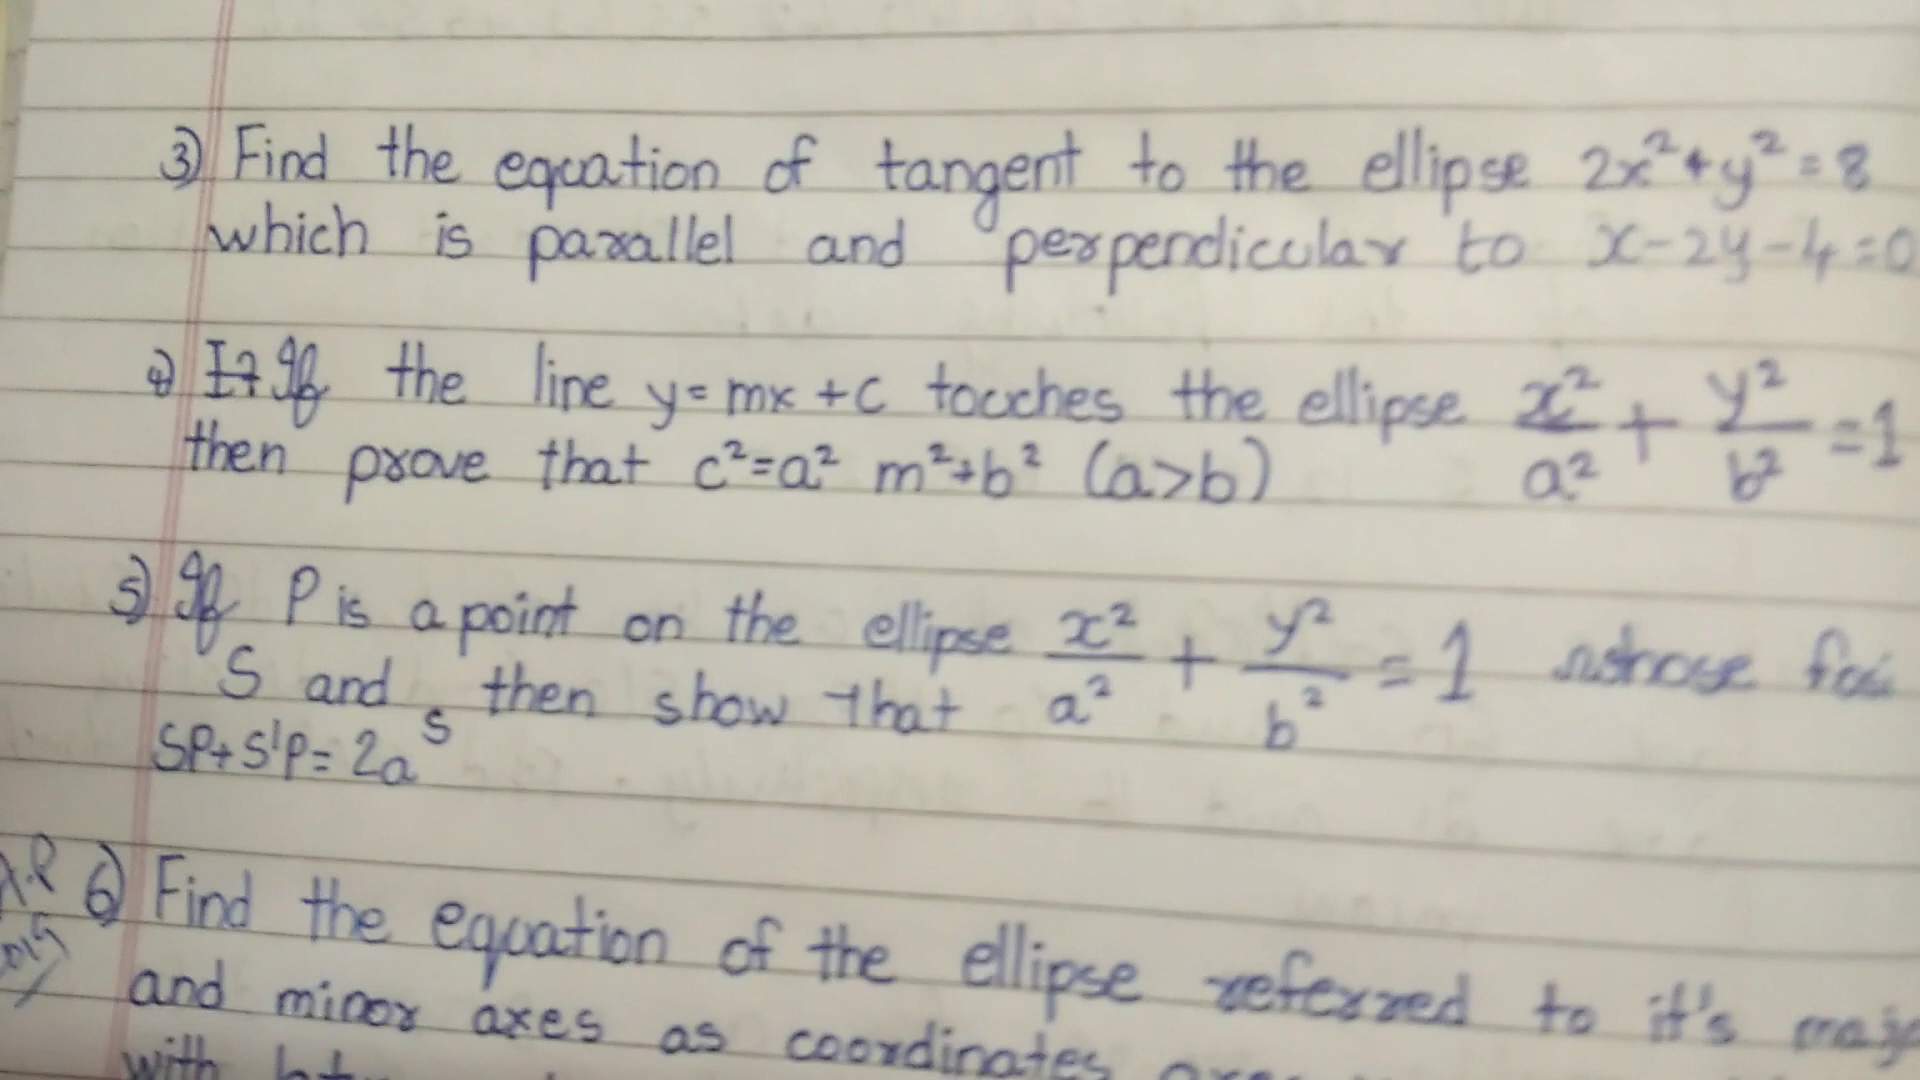 3) Find the equation of tangent to the ellipse 2x²+y²=8
which is parallel and perpendicular to x-2y-4=0
4) If If the line y=mx+c touches the ellipse x²/a² + y²/b² =1
then prove that c²=a² m²+b² (a>b)
5) If P is a point on the ellipse x²/a² + y²/b² = 1 whose foci
S and S then show that
SP+S'P=2a
6) Find the equation of the ellipse referred to it's
and minor axes as coordinates
with